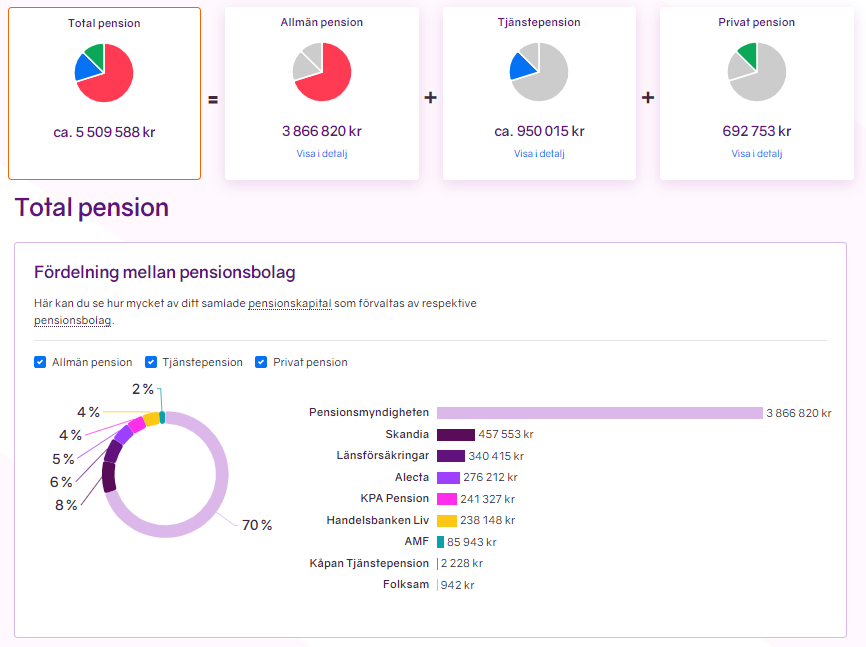 Total pension
ca. 5 509 588 kr
=
Allmän pension
3 866 820 kr
Visa i detalj
+
Tjänstepension
ca. 950 015 kr
Visa i detalj
+
Privat pension
692 753 kr
Visa i detalj
Total pension
Fördelning mellan pensionsbolag
Här kan du se hur mycket av ditt samlade pensionskapital som förvaltas av respektive
pensionsbolag.
Allmän pension Tjänstepension Privat pension
2 %
4 %
4 %
5 %
6 %
8 %
70 %
Pensionsmyndigheten 3 866 820 kr
Skandia 457 553 kr
Länsförsäkringar 340 415 kr
Alecta 276 212 kr
KPA Pension 241 327 kr
Handelsbanken Liv 238 148 kr
AMF 85 943 kr
Kåpan Tjänstepension 2 228 kr
Folksam 942 kr